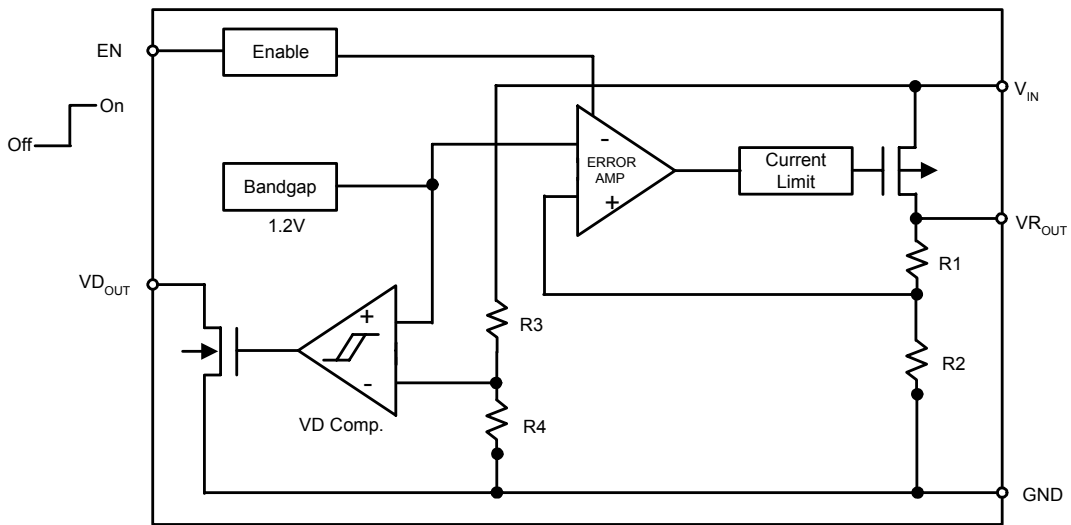 EN
Enable
On
Off
V_IN
-
ERROR
AMP
+
Current
Limit
Bandgap
1.2V
VR_OUT
R1
VD_OUT
+
R3
R2
-
VD Comp.
R4
GND